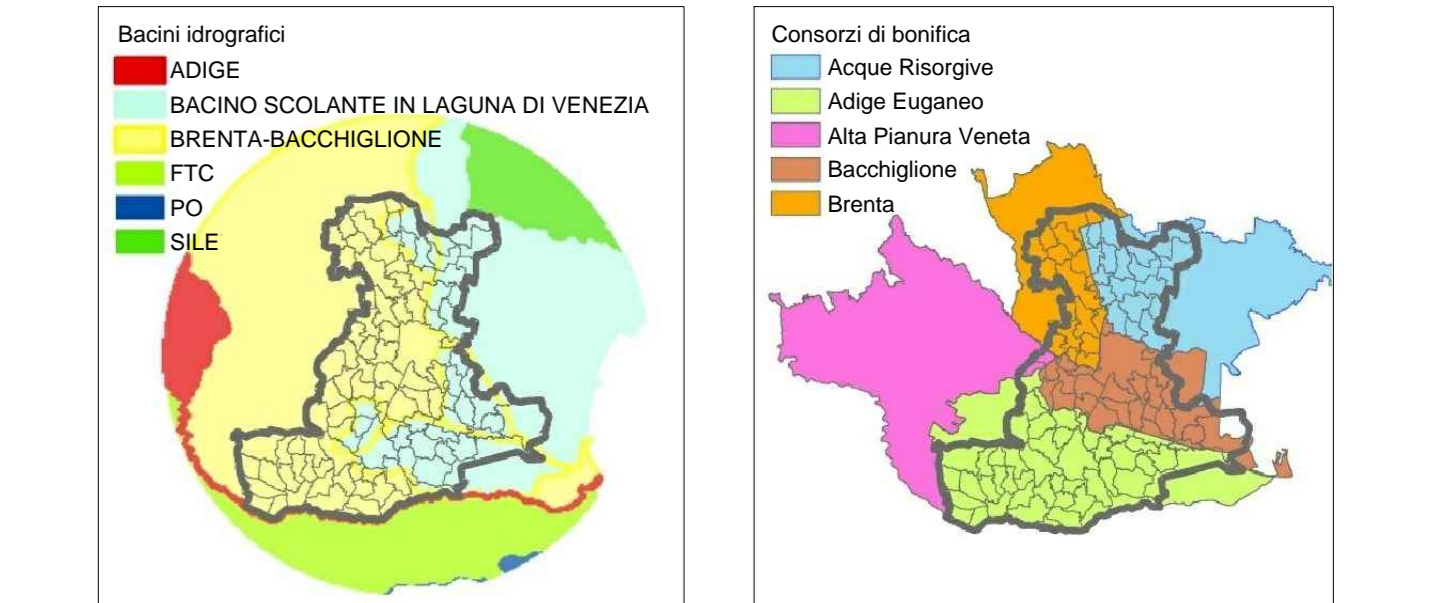 Bacini idrografici
ADIGE
BACINO SCOLANTE IN LAGUNA DI VENEZIA
BRENTA-BACCHIGLIONE
FTC
PO
SILE
Consorzi di bonifica
Acque Risorgive
Adige Euganeo
Alta Pianura Veneta
Bacchiglione
Brenta